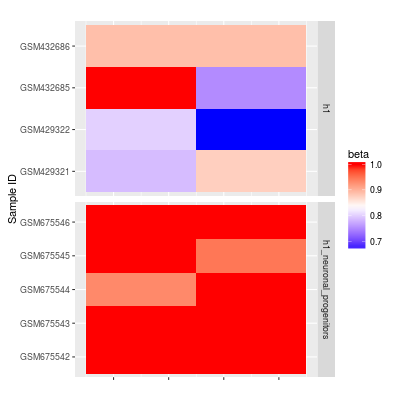 Sample ID
GSM432686
GSM432685
GSM429322
GSM429321
h1
GSM675546
GSM675545
GSM675544
GSM675543
GSM675542
h1_neuronal_progenitors
beta
1.0
0.9
0.8
0.7